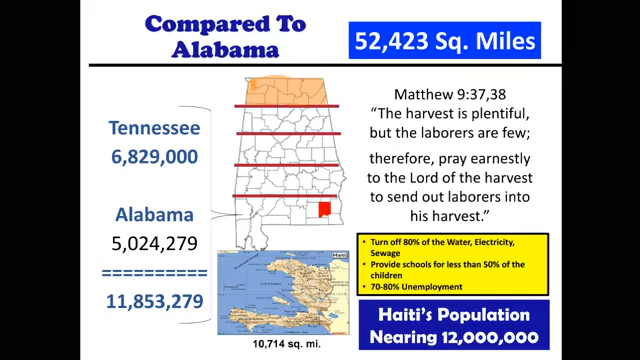 Compared To
Alabama
52,423 Sq. Miles
Tennessee
6,829,000
Alabama
5,024,279
==========
11,853,279
Matthew 9:37,38
“The harvest is plentiful,
but the laborers are few;
therefore, pray earnestly
to the Lord of the harvest
to send out laborers into
his harvest.”
• Turn off 80% of the Water, Electricity,
Sewage
• Provide schools for less than 50% of the
children
• 70-80% Unemployment
Haiti
10,714 sq. mi.
Haiti’s Population
Nearing 12,000,000